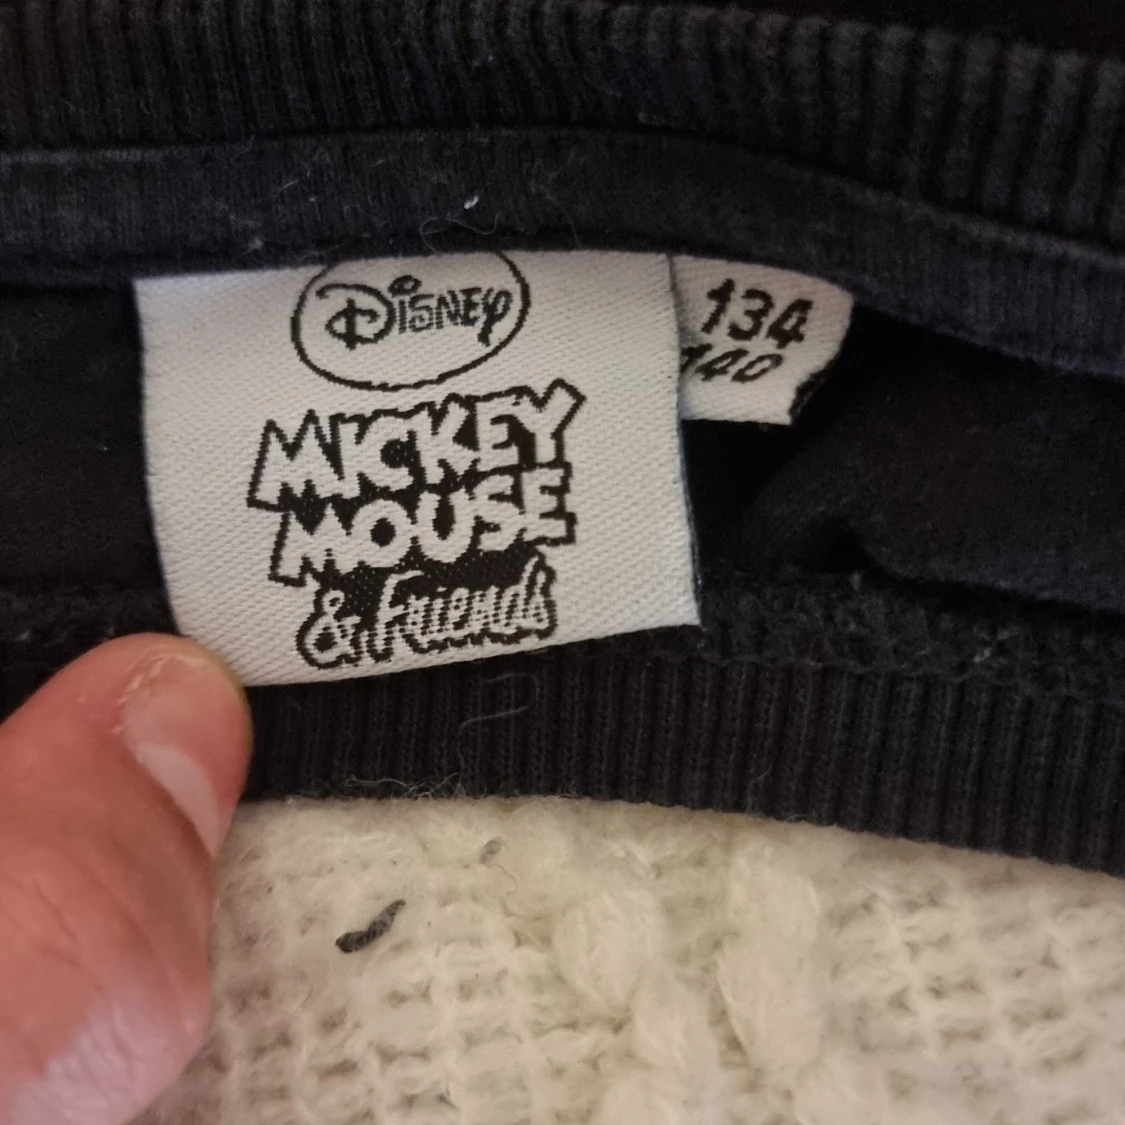 Disney
MICKEY
MOUSE
& Friends
134
140